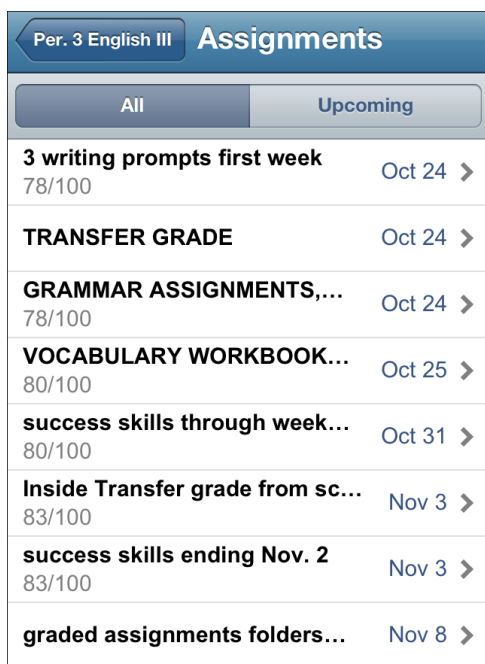 Per. 3 English III
Assignments
All
Upcoming
3 writing prompts first week
78/100
Oct 24
TRANSFER GRADE
Oct 24
GRAMMAR ASSIGNMENTS,...
78/100
Oct 24
VOCABULARY WORKBOOK...
80/100
Oct 25
success skills through week...
80/100
Oct 31
Inside Transfer grade from sc...
83/100
Nov 3
success skills ending Nov. 2
83/100
Nov 3
graded assignments folders...
Nov 8